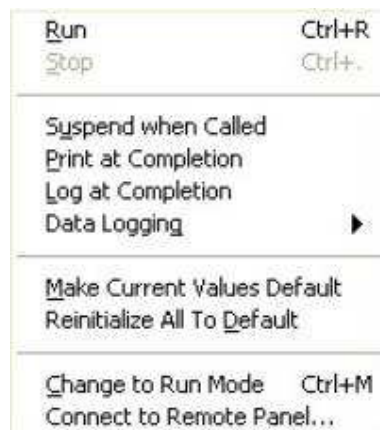 Run Ctrl+R
Stop Ctrl+.
Suspend when Called
Print at Completion
Log at Completion
Data Logging
Make Current Values Default
Reinitialize All To Default
Change to Run Mode Ctrl+M
Connect to Remote Panel...